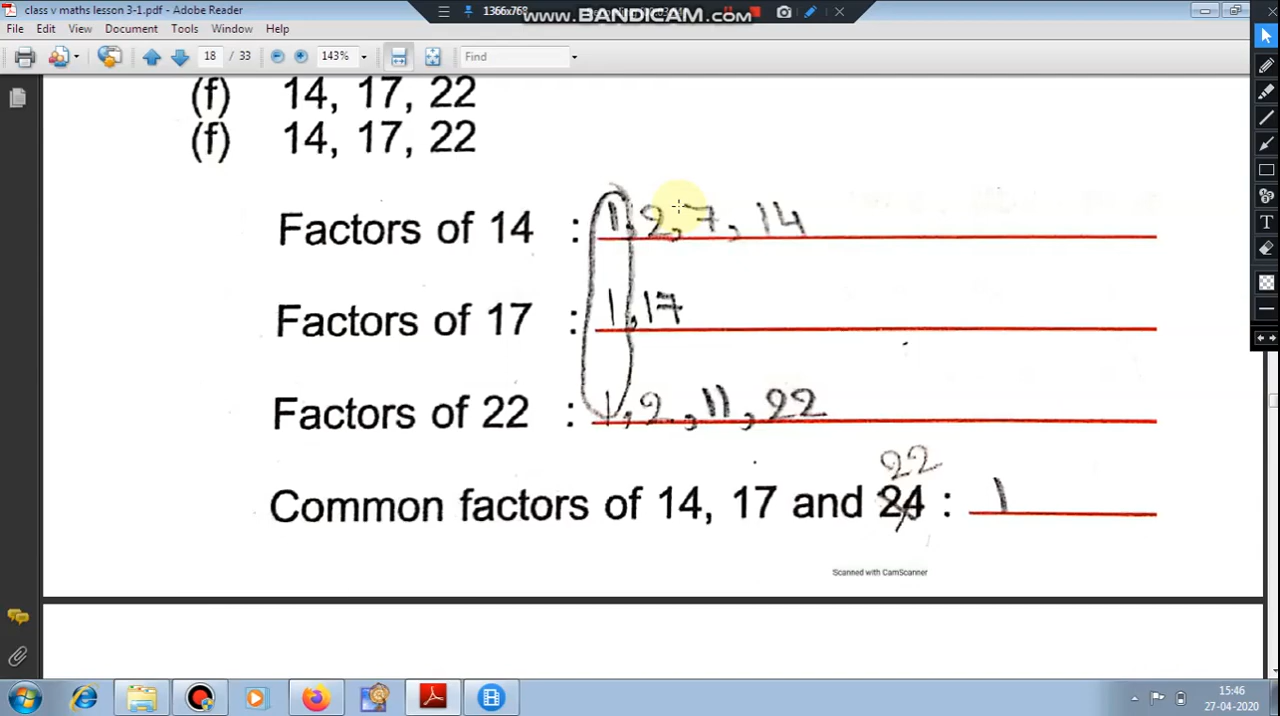 class v maths lesson 3-1.pdf - Adobe Reader
1366x768
www.BANDICAM.com
File Edit View Document Tools Window Help
18 / 33 143% Find
(f) 14, 17, 22
(f) 14, 17, 22
Factors of 14 : 1, 2, 7, 14
Factors of 17 : 1, 17
Factors of 22 : 1, 2, 11, 22
22
Common factors of 14, 17 and 24 : 1
Scanned with CamScanner
T
15:46
27-04-2020